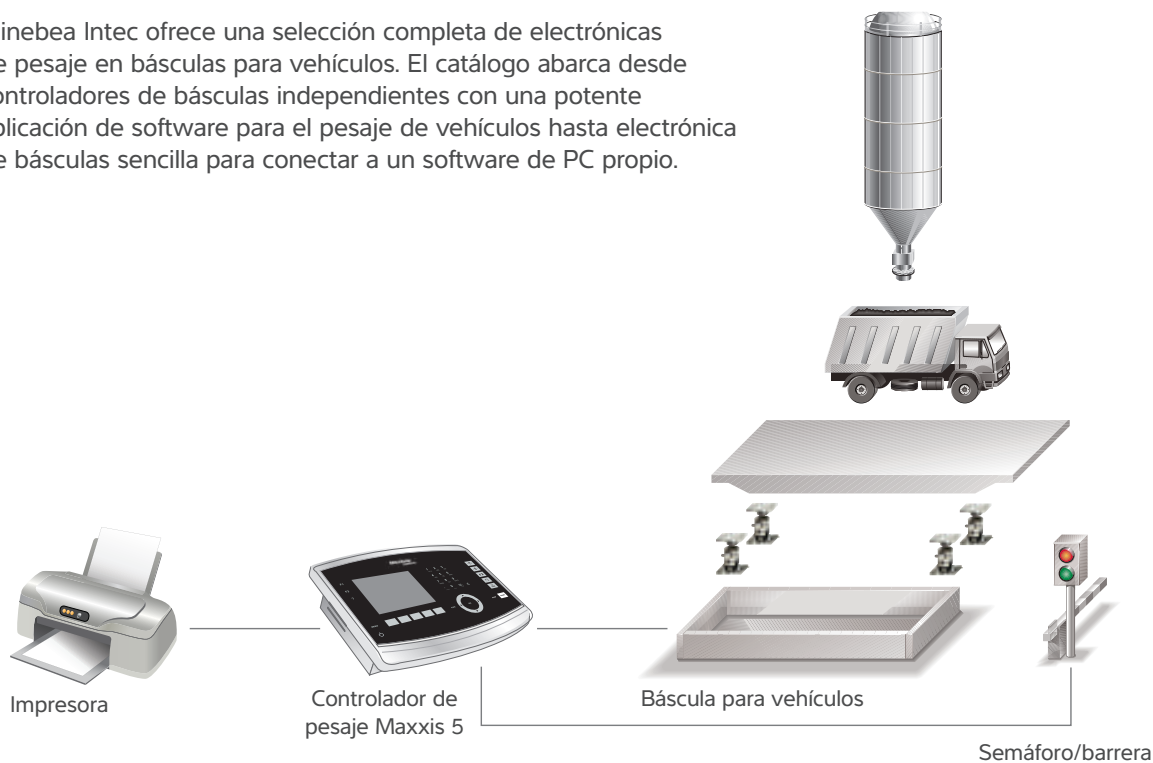 inebea Intec ofrece una selección completa de electrónicas
e pesaje en básculas para vehículos. El catálogo abarca desde
ontroladores de básculas independientes con una potente
plicación de software para el pesaje de vehículos hasta electrónica
e básculas sencilla para conectar a un software de PC propio.
Impresora
Controlador de
pesaje Maxxis 5
Báscula para vehículos
Semáforo/barrera